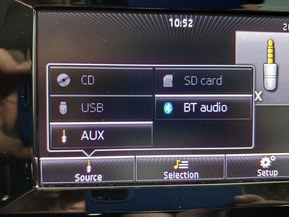 10:52
CD
SD card
USB
BT audio
AUX
X
Source
Selection
Setup